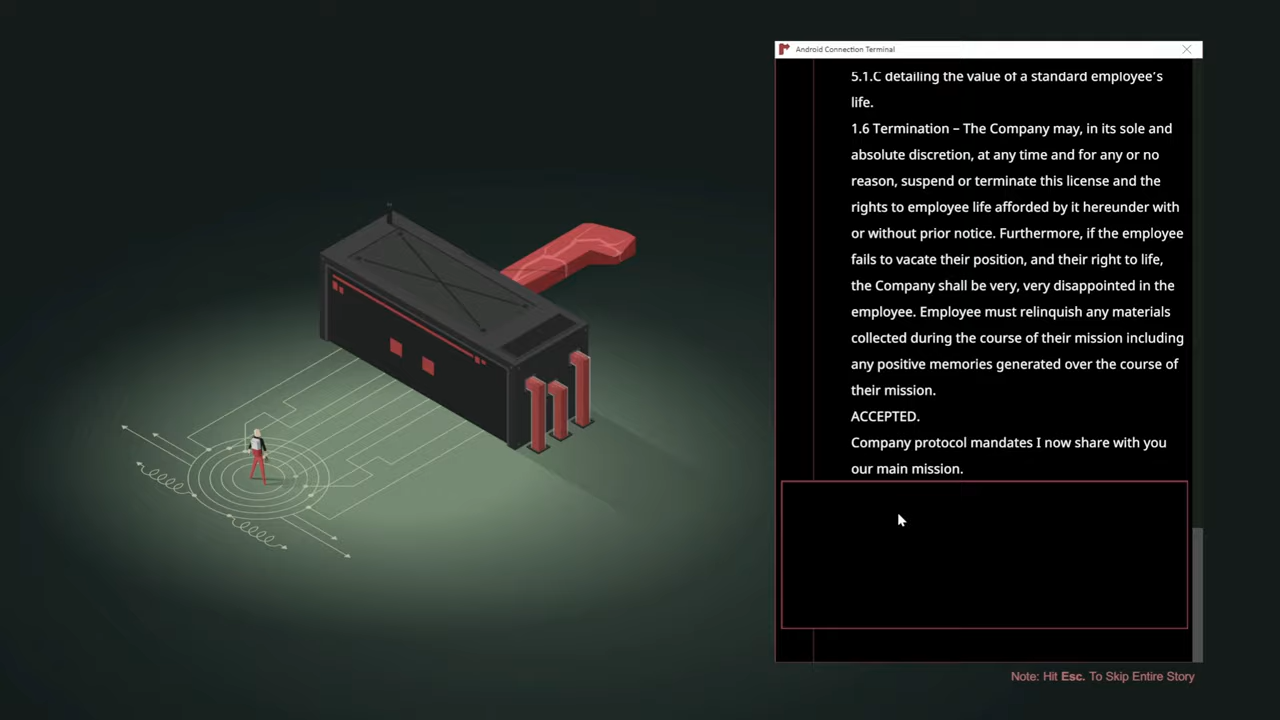 Android Connection Terminal
5.1.C detailing the value of a standard employee's
life.
1.6 Termination – The Company may, in its sole and
absolute discretion, at any time and for any or no
reason, suspend or terminate this license and the
rights to employee life afforded by it hereunder with
or without prior notice. Furthermore, if the employee
fails to vacate their position, and their right to life,
the Company shall be very, very disappointed in the
employee. Employee must relinquish any materials
collected during the course of their mission including
any positive memories generated over the course of
their mission.
ACCEPTED.
Company protocol mandates I now share with you
our main mission.
Note: Hit Esc. To Skip Entire Story